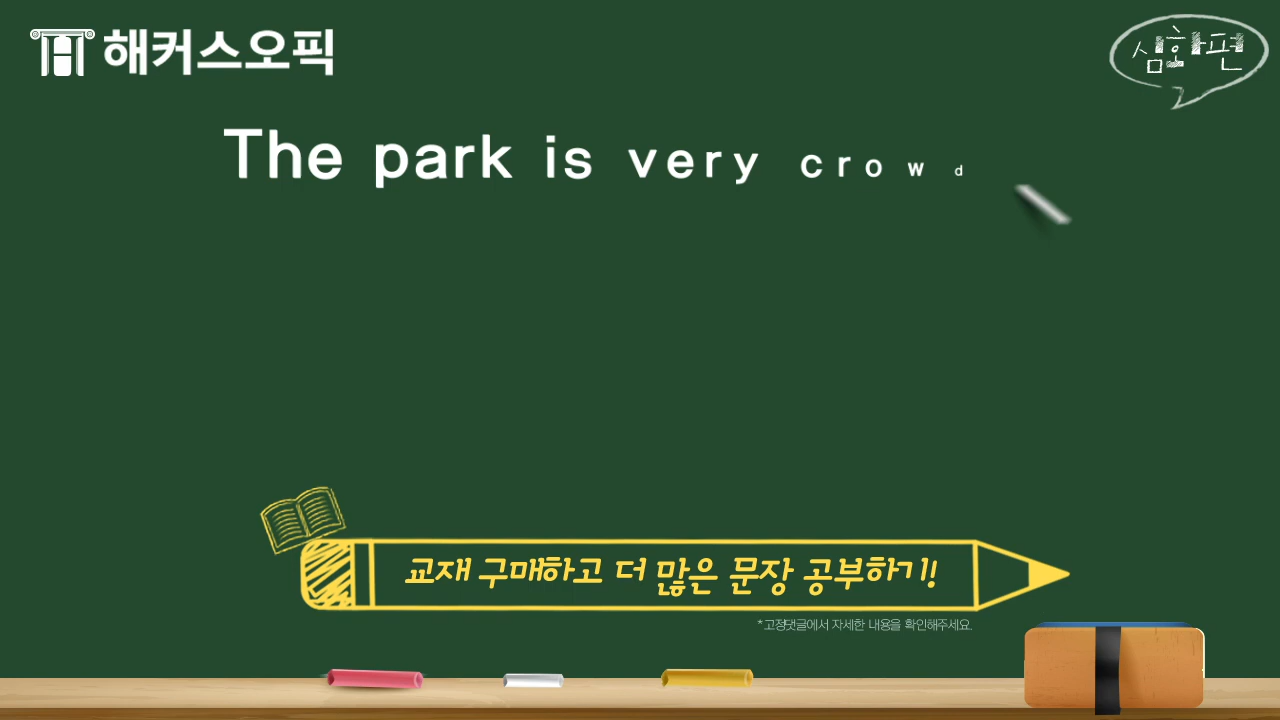 해커스오픽
심화편
The park is very crowd
교재 구매하고 더 많은 문장 공부하기!
*고정댓글에서 자세한 내용을 확인해주세요.